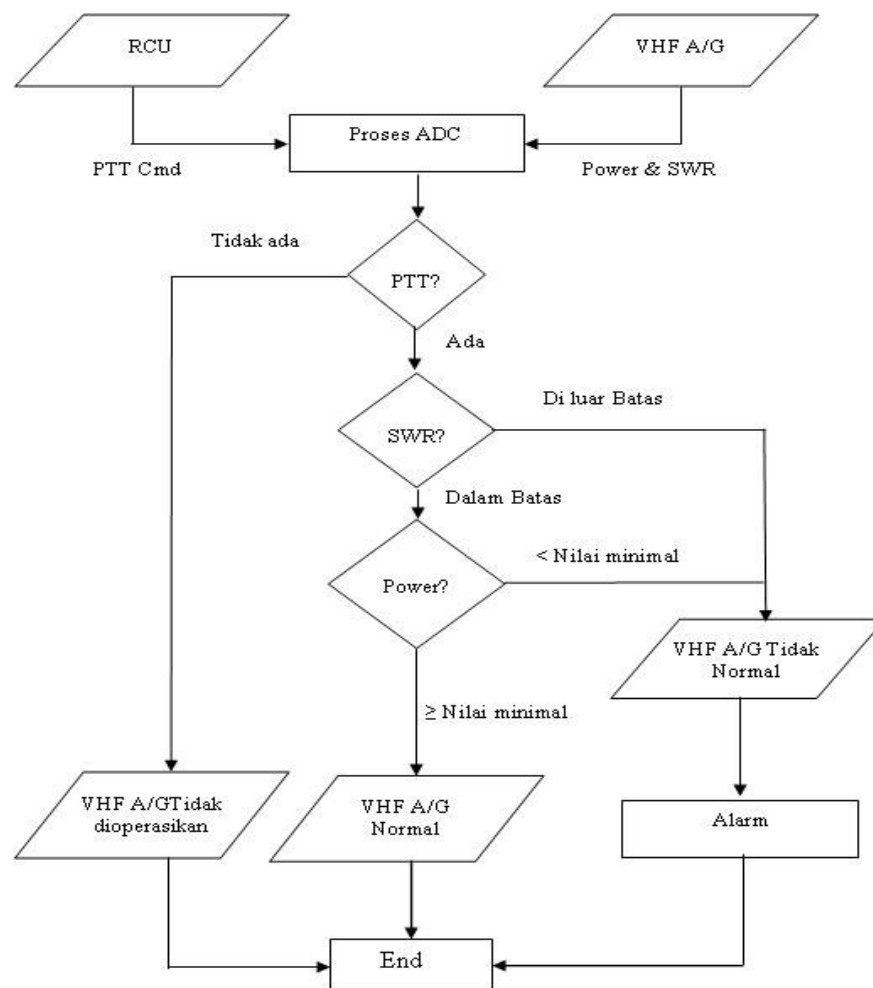 RCU
VHF A/G
Proses ADC
PTT Cmd
Power & SWR
Tidak ada
PTT?
Ada
Di luar Batas
SWR?
Dalam Batas
< Nilai minimal
Power?
VHF A/G Tidak
Normal
≥ Nilai minimal
VHF A/GTidak
dioperasikan
VHF A/G
Normal
Alarm
End